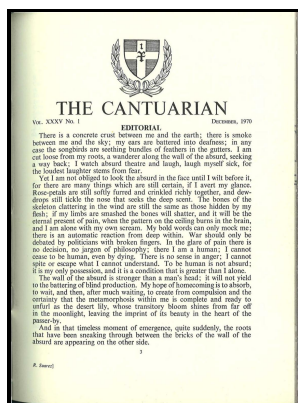 THE CANTUARIAN
VOL. XXXV No. 1 DECEMBER, 1970
EDITORIAL
There is a concrete crust between me and the earth; there is smoke
between me and the sky; my ears are battered into deafness; in any
case the songbirds are seething bundles of feathers in the gutters. I am
cut loose from my roots, a wanderer along the wall of the absurd, seeking
a way back; I watch absurd theatre and laugh, laugh myself sick, for
the loudest laughter stems from fear.
Yet I am not obliged to look the absurd in the face until I wilt before it,
for there are many things which are still certain, if I avert my glance.
Rose-petals are still softly furred and crinkled richly together, and dew-
drops still tickle the nose that seeks the deep scent. The bones of the
skeleton clattering in the wind are still the same as those hidden by my
flesh; if my limbs are smashed the bones will shatter, and it will be the
eternal present of pain, when the pattern on the ceiling burns in the brain,
and I am alone with my own scream. My bold words can only mock me;
there is an automatic reaction from deep within. War should only be
debated by politicians with broken fingers. In the glare of pain there is
no decision, no jargon of philosophy; there I am a human; I cannot
cease to be human, even by dying. There is no sense in anger; I cannot
spite or escape what I cannot understand. To be human is not absurd;
it is my only possession, and it is a condition that is greater than I alone.
The wall of the absurd is stronger than a man's head; it will not yield
to the battering of blind production. My hope of homecoming is to absorb,
to wait, and then, after much waiting, to create from compassion and the
certainty that the metamorphosis within me is complete and ready to
unfurl as the desert lily, whose transitory bloom shines from far off
in the moonlight, leaving the imprint of its beauty in the heart of the
passer-by.
And in that timeless moment of emergence, quite suddenly, the roots
that have been sneaking through between the bricks of the wall of the
absurd are appearing on the other side.